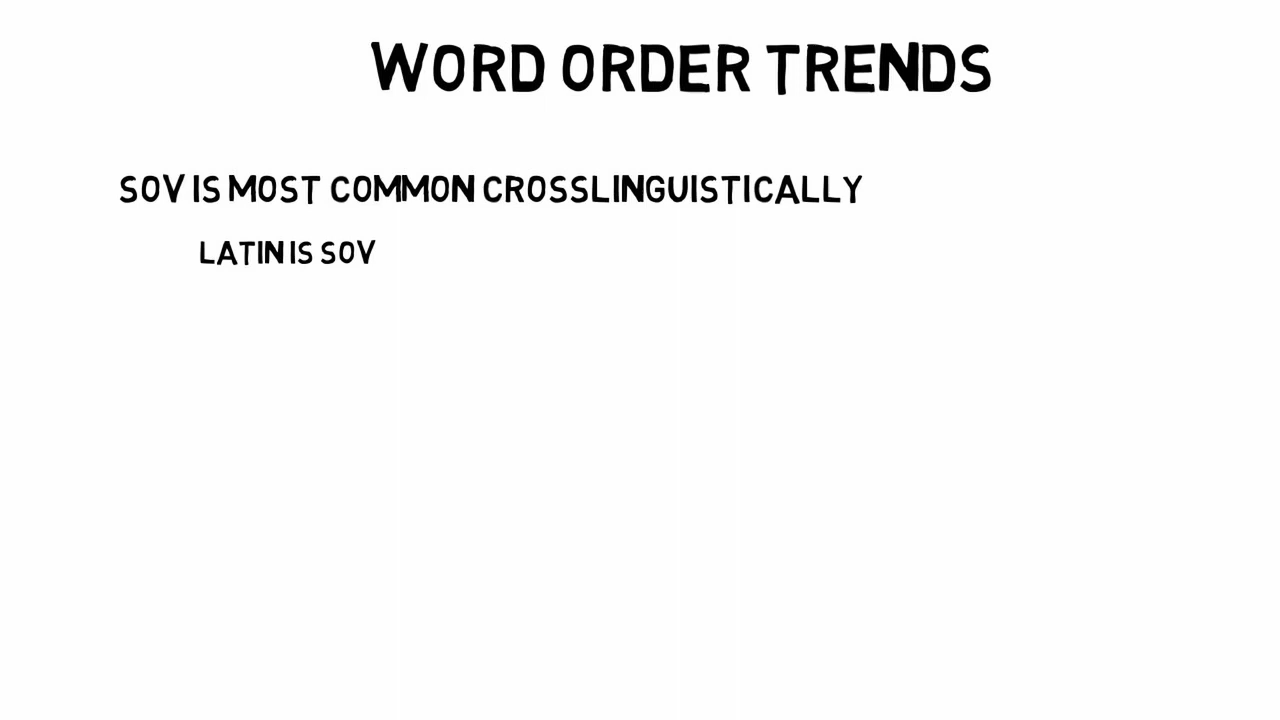 WORD ORDER TRENDS
SOV IS MOST COMMON CROSSLINGUISTICALLY
LATIN IS SOV